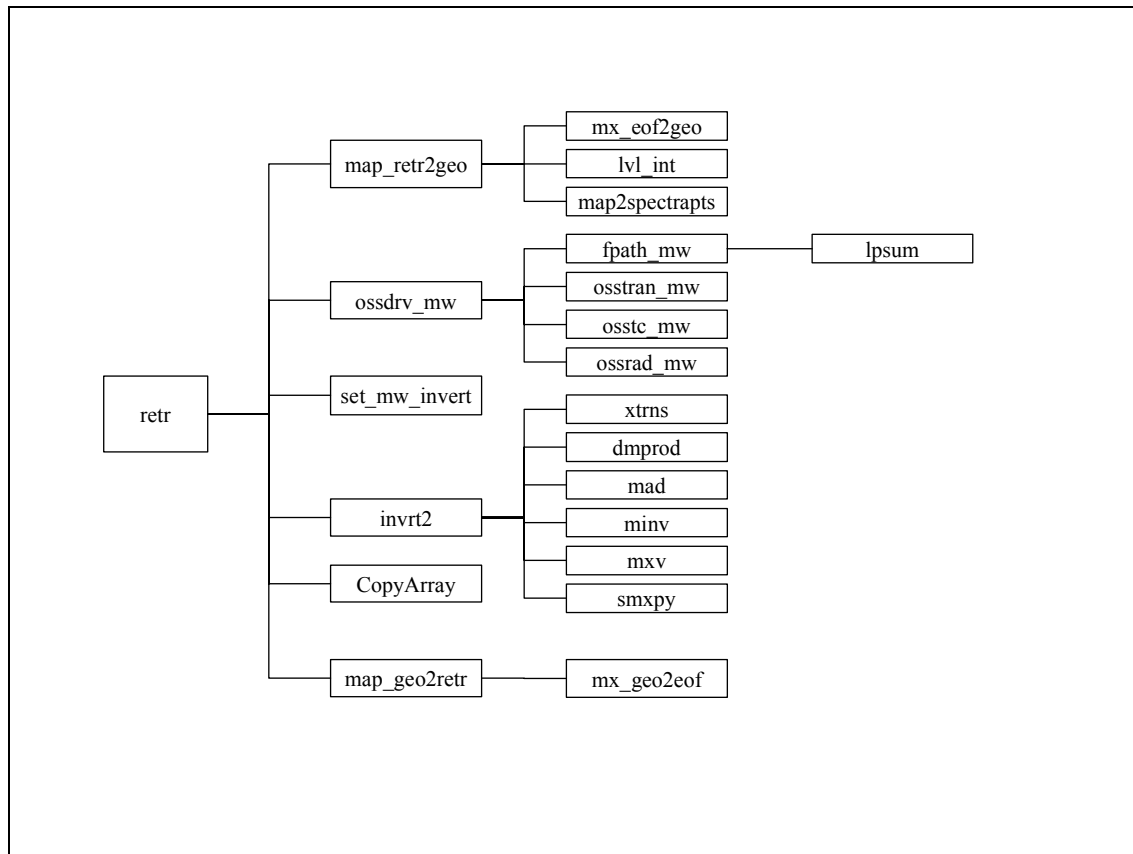 mx_eof2geo
map_retr2geo
lvl_int
map2spectrapts
fpath_mw
lpsum
ossdrv_mw
osstran_mw
osstc_mw
ossrad_mw
retr
set_mw_invert
xtrns
dmprod
mad
invrt2
minv
mxv
CopyArray
smxpy
map_geo2retr
mx_geo2eof